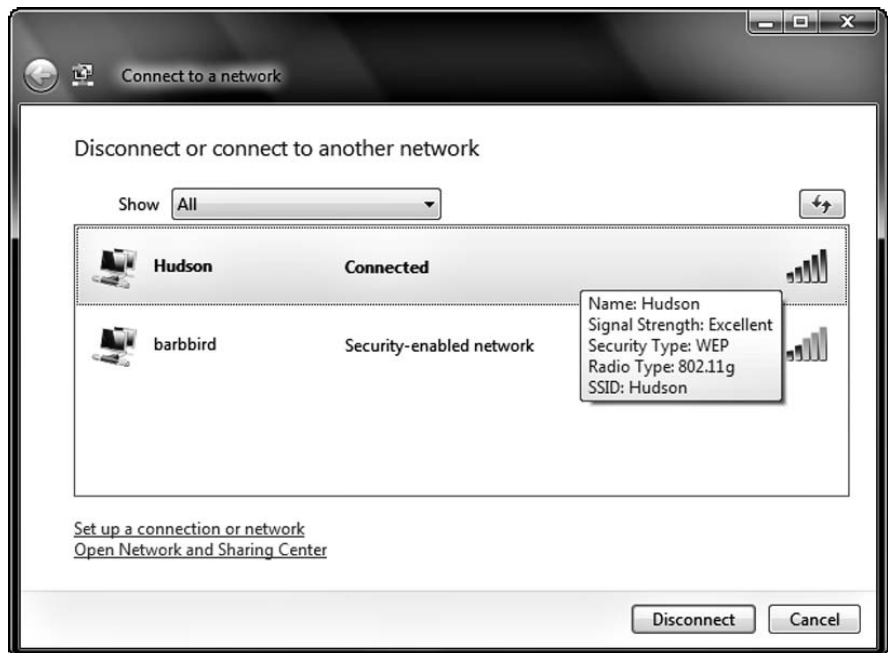 Connect to a network
Disconnect or connect to another network
Show All
Hudson Connected
Name: Hudson
Signal Strength: Excellent
Security Type: WEP
Radio Type: 802.11g
SSID: Hudson
barbbird Security-enabled network
Set up a connection or network
Open Network and Sharing Center
Disconnect Cancel